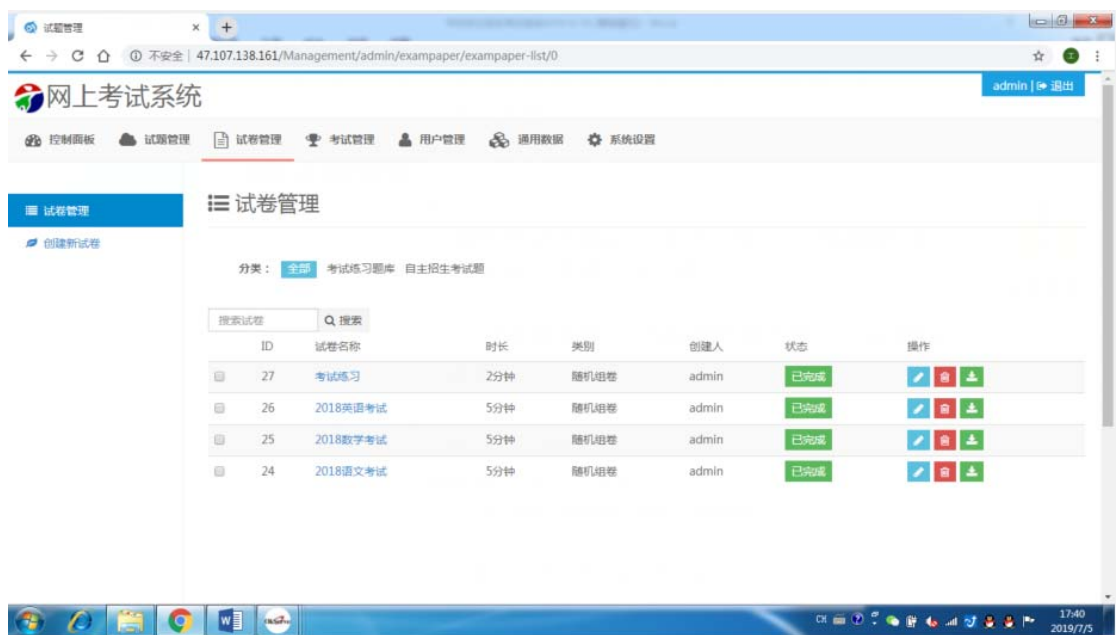 试题管理
不安全 | 47.107.138.161/Management/admin/exampaper/exampaper-list/0
网上考试系统
admin | 退出
控制面板 试题管理 试卷管理 考试管理 用户管理 通用数据 系统设置
试卷管理
创建新试卷
试卷管理
分类： 全部 考试练习题库 自主招生考试题
搜索试卷 搜索
ID 试卷名称 时长 类别 创建人 状态 操作
27 考试练习 2分钟 随机组卷 admin 已完成
26 2018英语考试 5分钟 随机组卷 admin 已完成
25 2018数学考试 5分钟 随机组卷 admin 已完成
24 2018语文考试 5分钟 随机组卷 admin 已完成
CH 17:40
2019/7/5